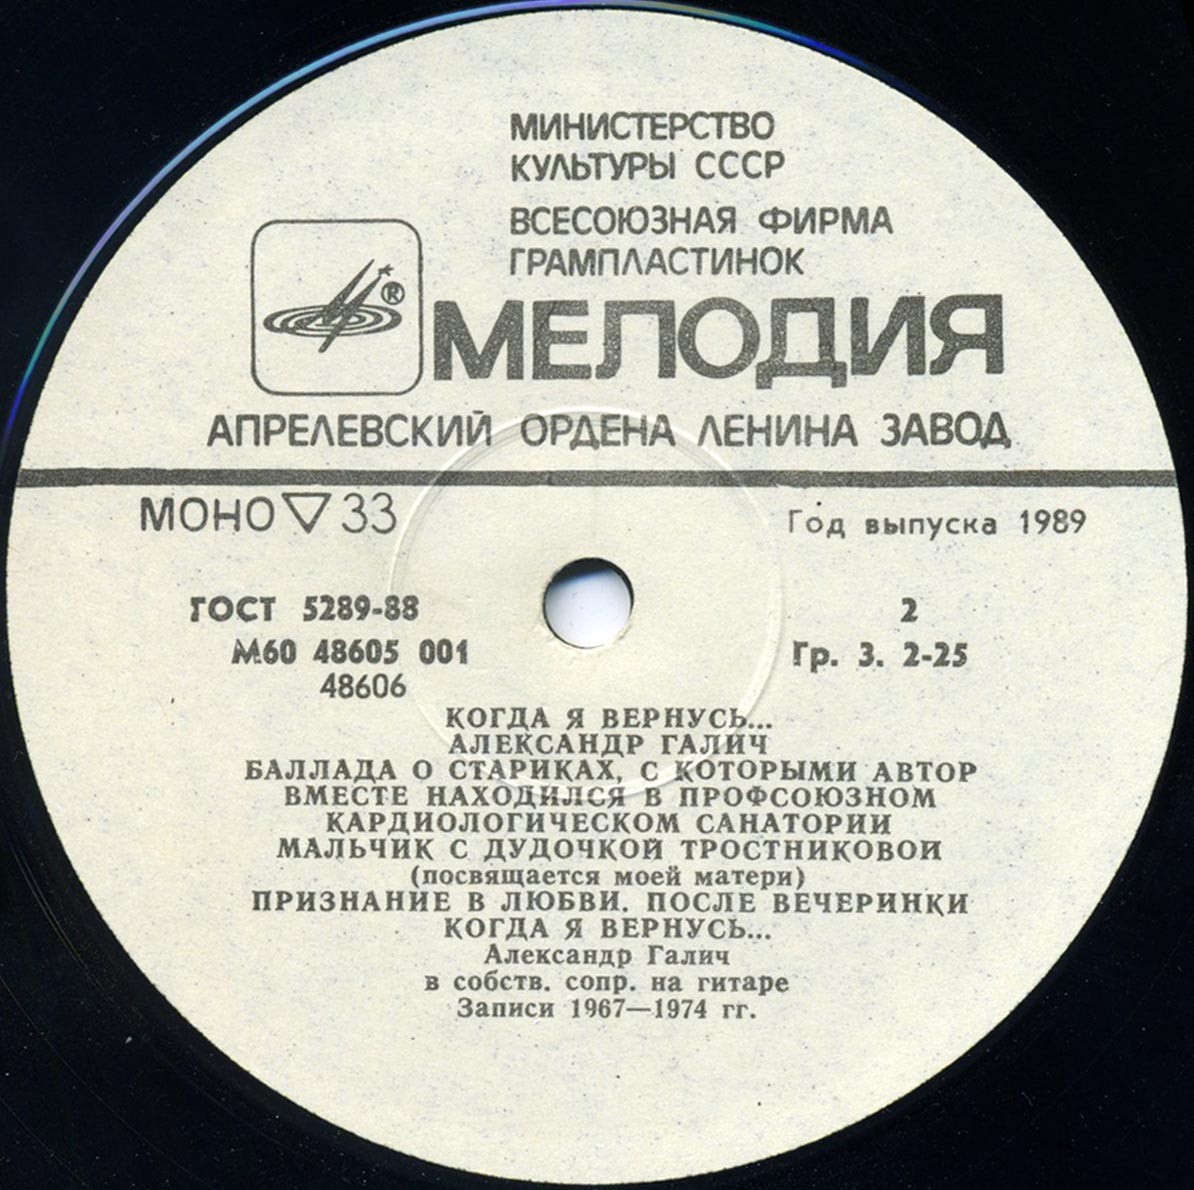 МИНИСТЕРСТВО
КУЛЬТУРЫ СССР
ВСЕСОЮЗНАЯ ФИРМА
ГРАМПЛАСТИНОК
®
МЕЛОДИЯ
АПРЕЛЕВСКИЙ ОРДЕНА ЛЕНИНА ЗАВОД
МОНО ▽ 33
Год выпуска 1989
ГОСТ 5289-88
2
М60 48605 001
Гр. 3. 2-25
48606
КОГДА Я ВЕРНУСЬ...
АЛЕКСАНДР ГАЛИЧ
БАЛЛАДА О СТАРИКАХ, С КОТОРЫМИ АВТОР
ВМЕСТЕ НАХОДИЛСЯ В ПРОФСОЮЗНОМ
КАРДИОЛОГИЧЕСКОМ САНАТОРИИ
МАЛЬЧИК С ДУДОЧКОЙ ТРОСТНИКОВОЙ
(посвящается моей матери)
ПРИЗНАНИЕ В ЛЮБВИ. ПОСЛЕ ВЕЧЕРИНКИ
КОГДА Я ВЕРНУСЬ...
Александр Галич
в собств. сопр. на гитаре
Записи 1967—1974 гг.